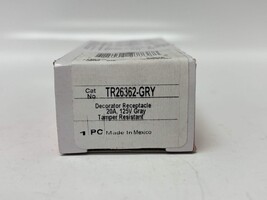 Cat No. TR26362-GRY
Decorator Receptacle
20A, 125V Gray
Tamper Resistant
1 PC Made In Mexico